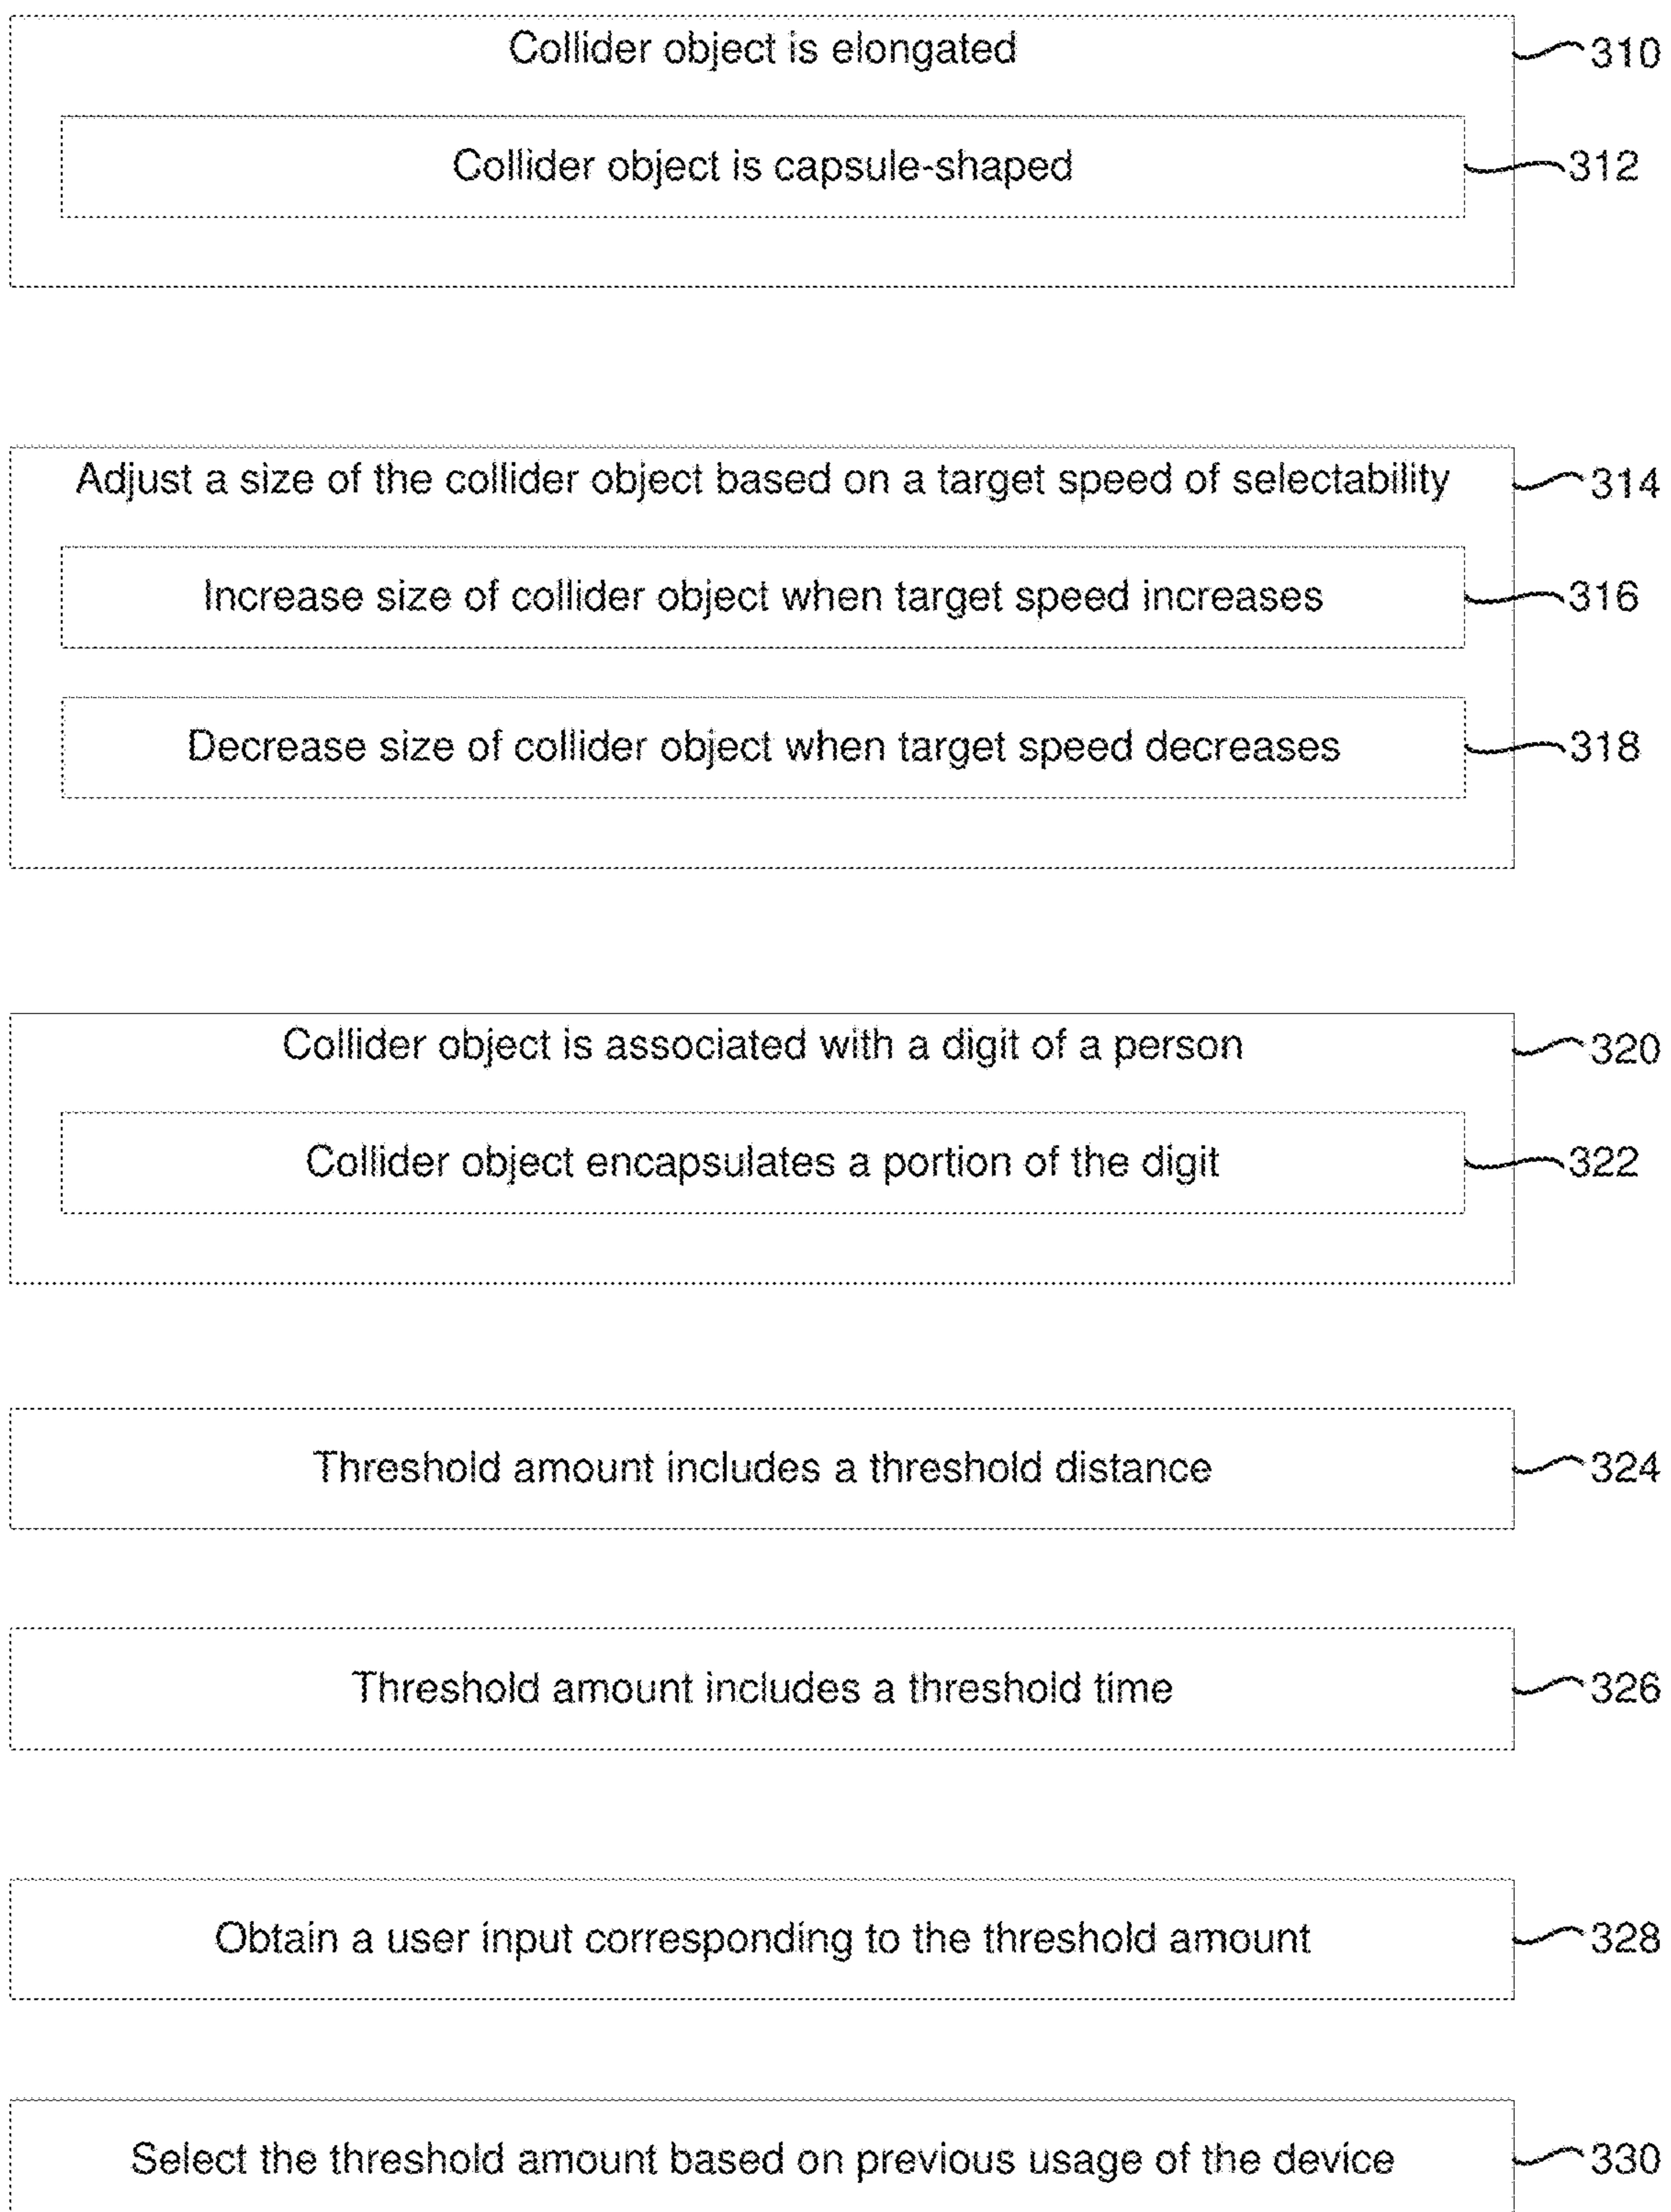 Collider object is elongated 310
Collider object is capsule-shaped 312
Adjust a size of the collider object based on a target speed of selectability 314
Increase size of collider object when target speed increases 316
Decrease size of collider object when target speed decreases 318
Collider object is associated with a digit of a person 320
Collider object encapsulates a portion of the digit 322
Threshold amount includes a threshold distance 324
Threshold amount includes a threshold time 326
Obtain a user input corresponding to the threshold amount 328
Select the threshold amount based on previous usage of the device 330